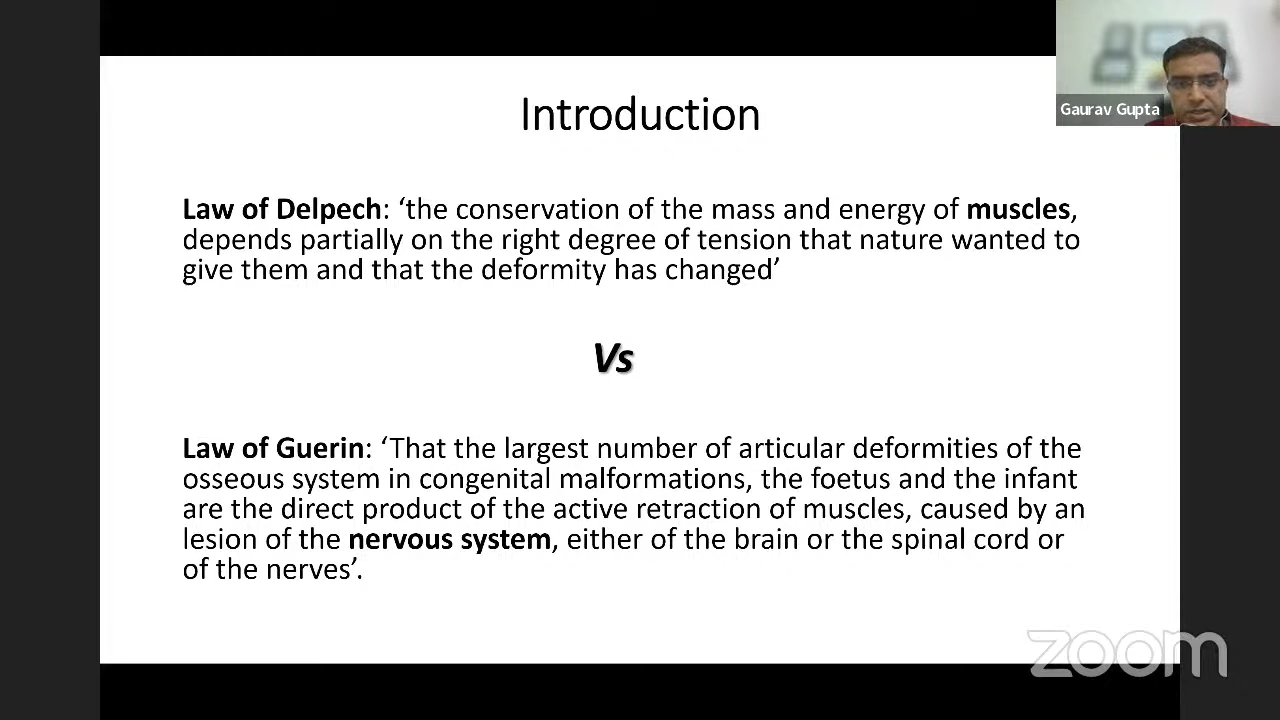 Introduction
Gaurav Gupta
Law of Delpech: ‘the conservation of the mass and energy of muscles,
depends partially on the right degree of tension that nature wanted to
give them and that the deformity has changed’
Vs
Law of Guerin: ‘That the largest number of articular deformities of the
osseous system in congenital malformations, the foetus and the infant
are the direct product of the active retraction of muscles, caused by an
lesion of the nervous system, either of the brain or the spinal cord or
of the nerves’.
zoom